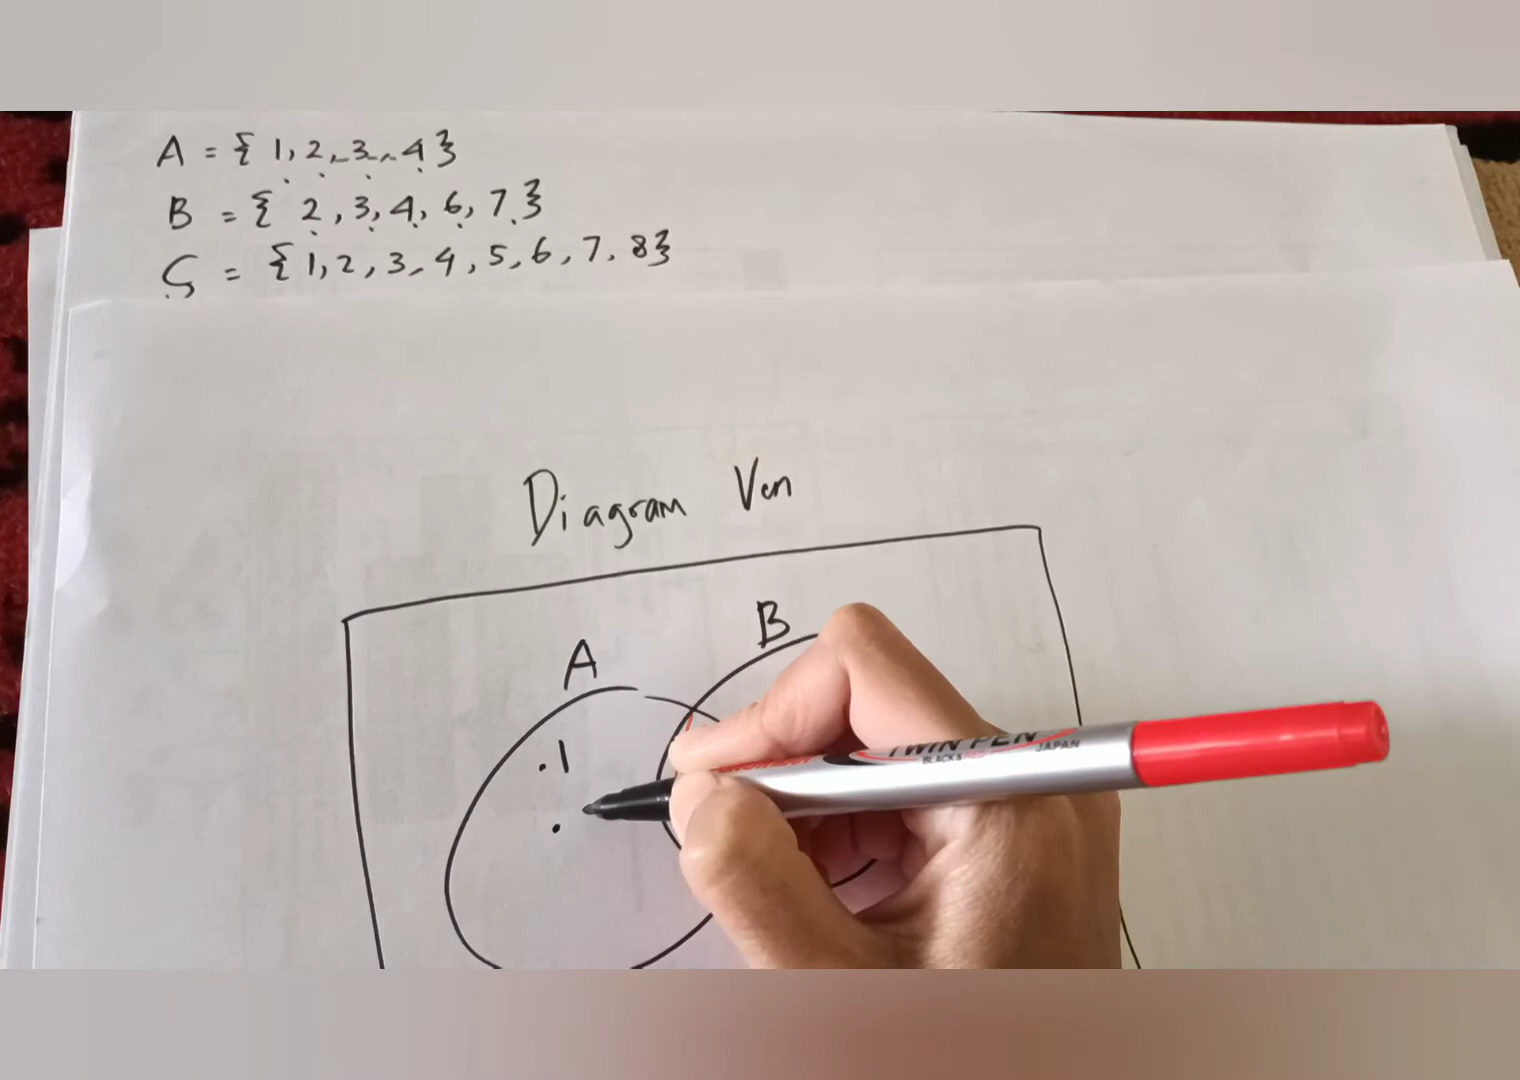 A = { 1, 2, 3, 4 }
B = { 2, 3, 4, 6, 7 }
S = { 1, 2, 3, 4, 5, 6, 7, 8 }
Diagram Ven
A
B
. 1
TWIN PEN
JAPAN